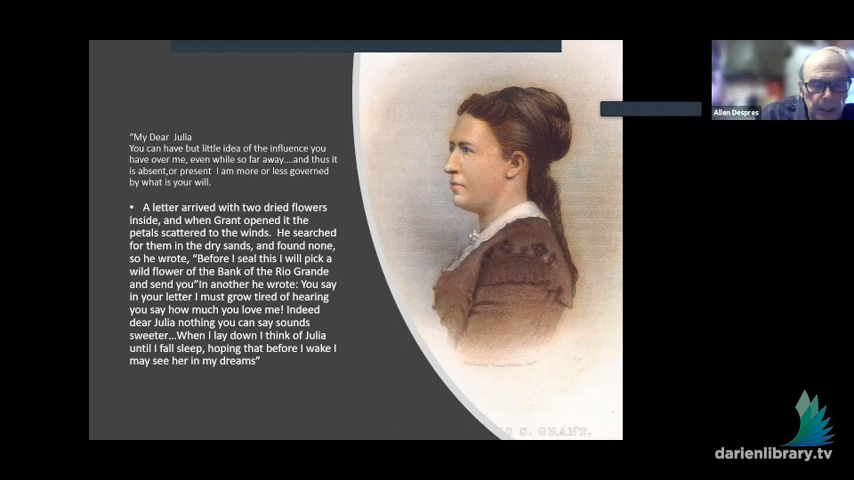 "My Dear Julia
You can have but little idea of the influence you
have over me, even while so far away....and thus it
is absent,or present I am more or less governed
by what is your will.
• A letter arrived with two dried flowers
inside, and when Grant opened it the
petals scattered to the winds. He searched
for them in the dry sands, and found none,
so he wrote, "Before I seal this I will pick a
wild flower of the Bank of the Rio Grande
and send you"In another he wrote: You say
in your letter I must grow tired of hearing
you say how much you love me! Indeed
dear Julia nothing you can say sounds
sweeter...When I lay down I think of Julia
until I fall sleep, hoping that before I wake I
may see her in my dreams"
S. GRANT.
Allen Despres
darienlibrary.tv